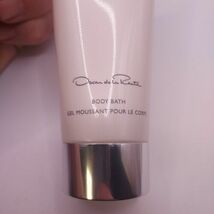 Oscar de la Renta
BODY BATH
GEL MOUSSANT POUR LE CORPS